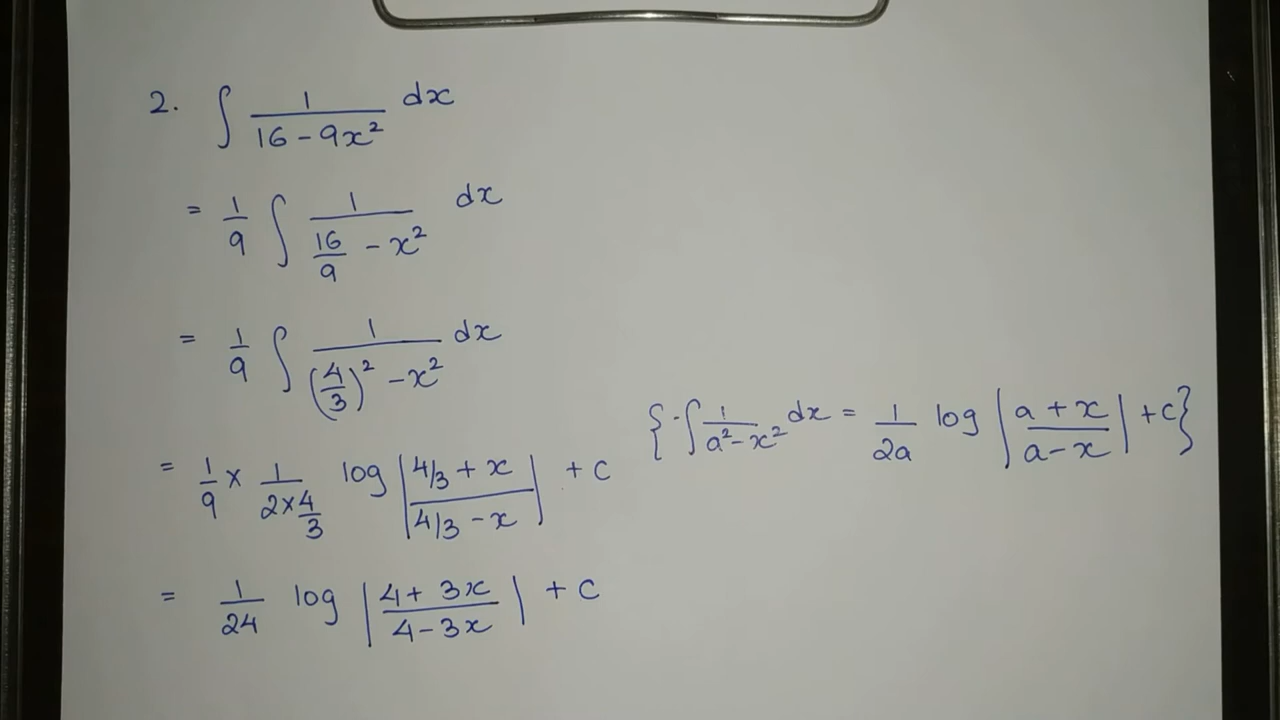 2. ∫ 1/(16 - 9x²) dx
= 1/9 ∫ 1/(16/9 - x²) dx
= 1/9 ∫ 1/((4/3)² - x²) dx
{∵ ∫ 1/(a² - x²) dx = 1/(2a) log |(a + x)/(a - x)| + c}
= 1/9 × 1/(2×4/3) log |(4/3 + x)/(4/3 - x)| + c
= 1/24 log |(4 + 3x)/(4 - 3x)| + c